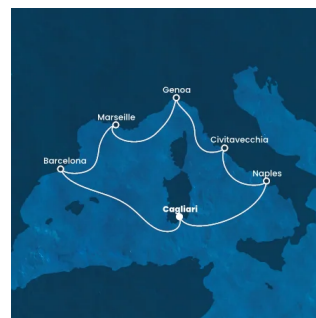 Genoa
Marseille
Civitavecchia
Barcelona
Naples
Cagliari